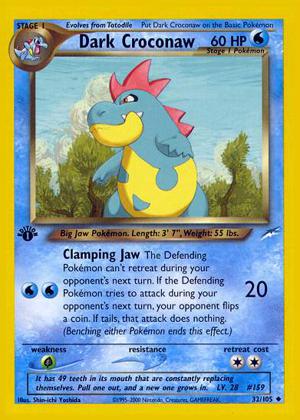 STAGE 1 Evolves from Totodile Put Dark Croconaw on the Basic Pokémon
Dark Croconaw 60 HP
Stage 1 Pokémon
EDITION
1
Big Jaw Pokémon. Length: 3' 7", Weight: 55 lbs.
Clamping Jaw The Defending
Pokémon can't retreat during your
opponent's next turn. If the Defending
Pokémon tries to attack during your
opponent's next turn, your opponent flips
a coin. If tails, that attack does nothing.
(Benching either Pokémon ends this effect.)
20
weakness resistance retreat cost
It has 49 teeth in its mouth that are constantly replacing
themselves. Pull one out, and a new one grows in. LV. 28 #159
Illus. Shin-ichi Yoshida ©1995-2000 Nintendo, Creatures, GAMEFREAK. 32/105